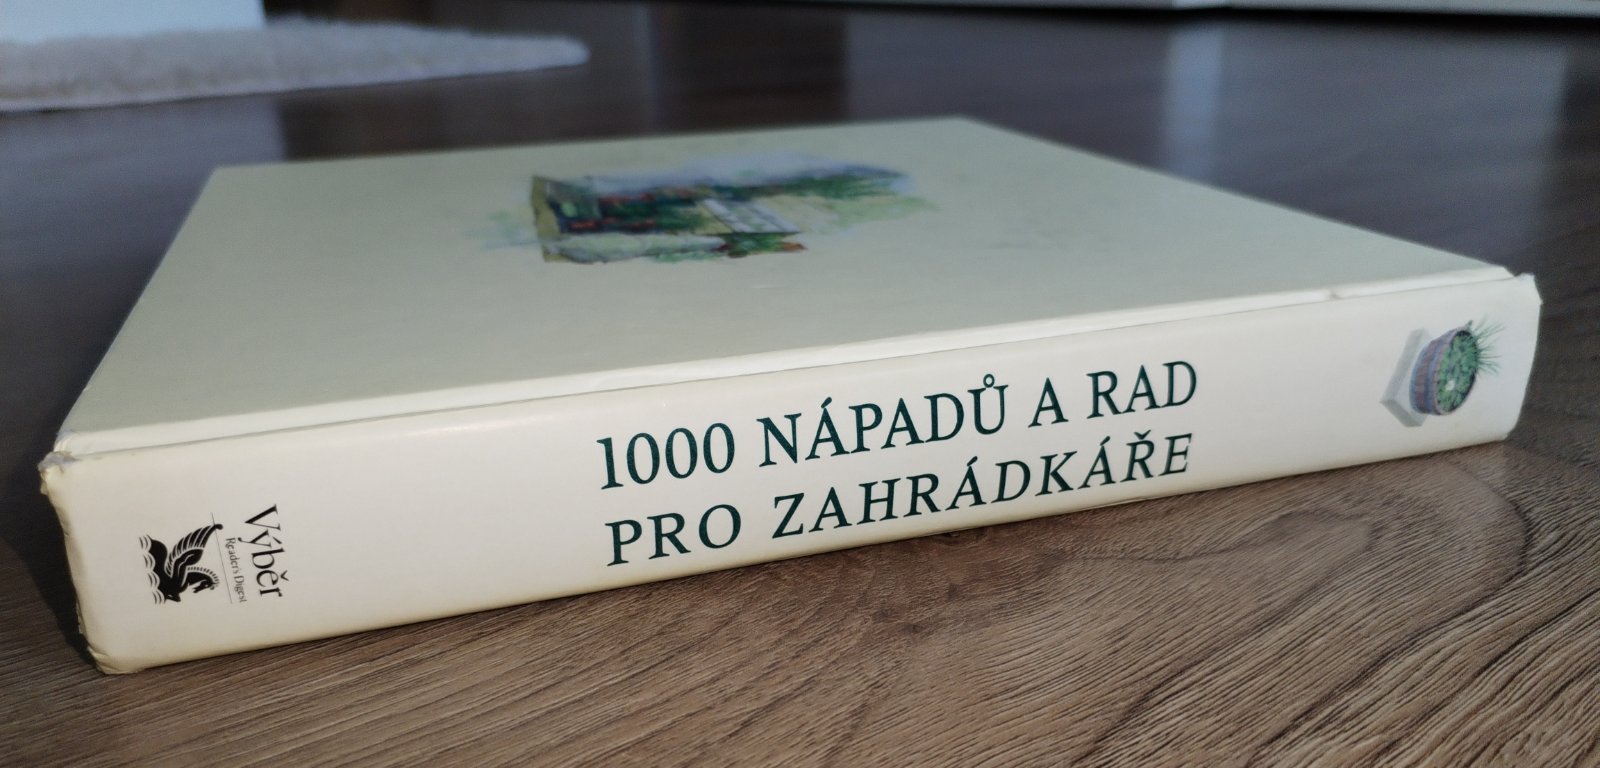 1000 NÁPADŮ A RAD
PRO ZAHRÁDKÁŘE
Výběr
Reader's Digest